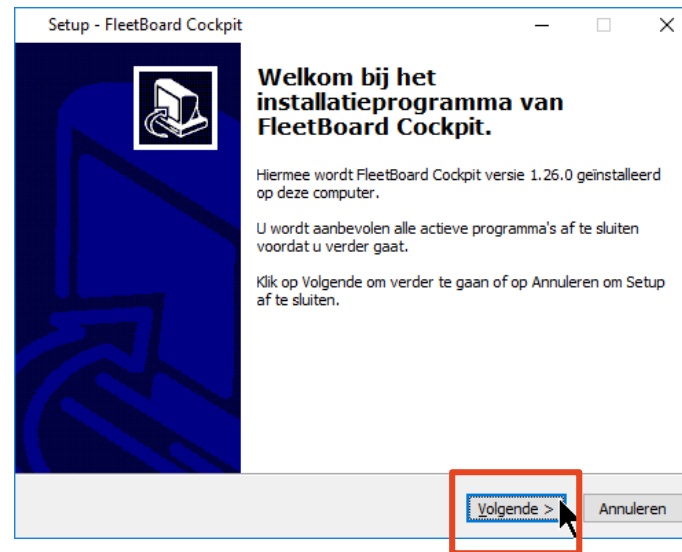 Setup - FleetBoard Cockpit
Welkom bij het
installatieprogramma van
FleetBoard Cockpit.
Hiermee wordt FleetBoard Cockpit versie 1.26.0 geïnstalleerd
op deze computer.
U wordt aanbevolen alle actieve programma's af te sluiten
voordat u verder gaat.
Klik op Volgende om verder te gaan of op Annuleren om Setup
af te sluiten.
Volgende >
Annuleren